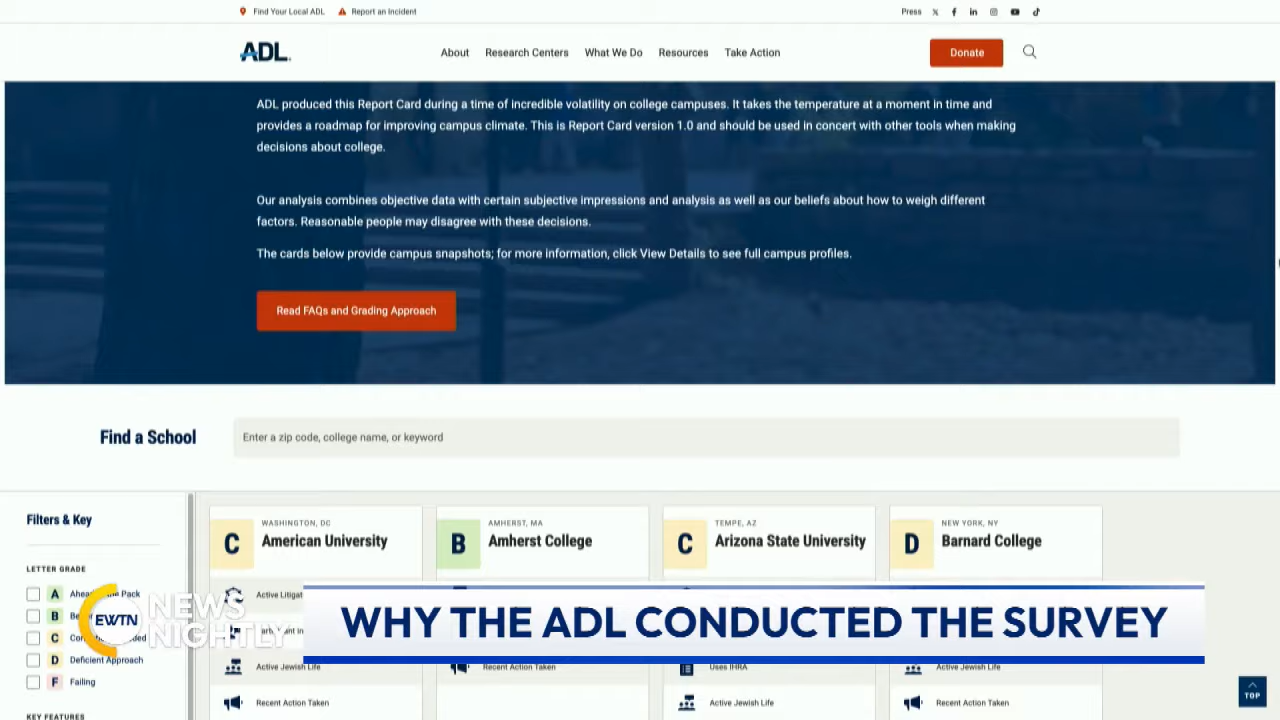 Find Your Local ADL Report an Incident Press
ADL
About Research Centers What We Do Resources Take Action Donate
ADL produced this Report Card during a time of incredible volatility on college campuses. It takes the temperature at a moment in time and
provides a roadmap for improving campus climate. This is Report Card version 1.0 and should be used in concert with other tools when making
decisions about college.
Our analysis combines objective data with certain subjective impressions and analysis as well as our beliefs about how to weigh different
factors. Reasonable people may disagree with these decisions.
The cards below provide campus snapshots; for more information, click View Details to see full campus profiles.
Read FAQs and Grading Approach
Find a School
Enter a zip code, college name, or keyword
Filters & Key
LETTER GRADE
A
B
C
D Deficient Approach
F Failing
KEY FEATURES
C
WASHINGTON, DC
American University
Active
Active Jewish Life
Recent Action Taken
B
AMHERST, MA
Amherst College
Recent Action Taken
C
TEMPE, AZ
Arizona State University
Uses IHRA
Active Jewish Life
D
NEW YORK, NY
Barnard College
Active Jewish Life
Recent Action Taken
EWTN
NEWS
NIGHTLY
WHY THE ADL CONDUCTED THE SURVEY
TOP